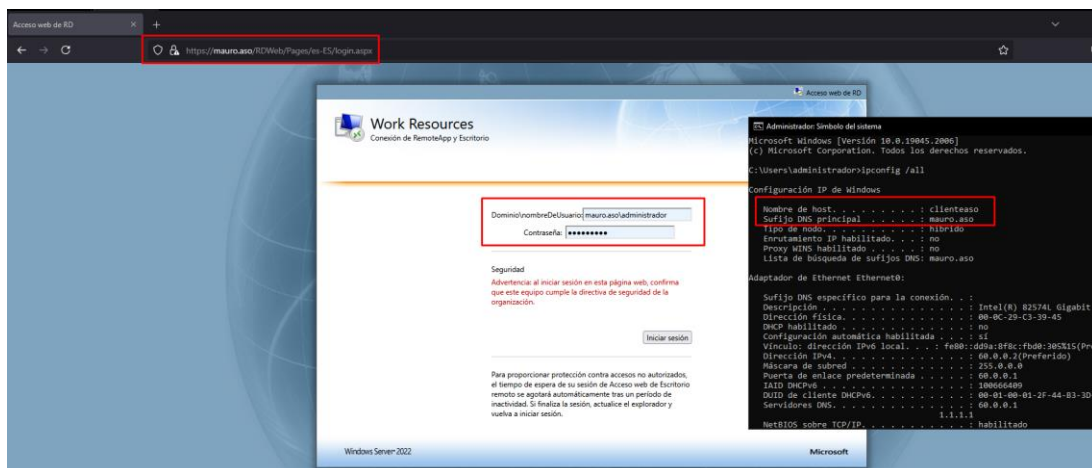 Acceso web de RD
https://mauro.aso/RDWeb/Pages/es-ES/login.aspx
Acceso web de RD
Work Resources
Conexión de RemoteApp y Escritorio
Dominio\nombreDeUsuario: mauro.aso\administrador
Contraseña: •••••••••
Seguridad
Advertencia: al iniciar sesión en esta página web, confirma
que este equipo cumple la directiva de seguridad de la
organización.
Iniciar sesión
Para proporcionar protección contra accesos no autorizados,
el tiempo de espera de su sesión de Acceso web de Escritorio
remoto se agotará automáticamente tras un período de
inactividad. Si finaliza la sesión, actualice el explorador y
vuelva a iniciar sesión.
Windows Server 2022
Microsoft
Administrador: Símbolo del sistema
Microsoft Windows [Versión 10.0.19045.2006]
(c) Microsoft Corporation. Todos los derechos reservados.
C:\Users\administrador>ipconfig /all
Configuración IP de Windows
Nombre de host. . . . . . . . . : clienteaso
Sufijo DNS principal . . . . . : mauro.aso
Tipo de nodo. . . . . . . . . . : híbrido
Enrutamiento IP habilitado. . . : no
Proxy WINS habilitado . . . . . : no
Lista de búsqueda de sufijos DNS: mauro.aso
Adaptador de Ethernet Ethernet0:
Sufijo DNS específico para la conexión. . :
Descripción . . . . . . . . . . . . . . . : Intel(R) 82574L Gigabit
Dirección física. . . . . . . . . . . . . : 00-0C-29-C3-39-45
DHCP habilitado . . . . . . . . . . . . . : no
Configuración automática habilitada . . . : sí
Vínculo: dirección IPv6 local. . . : fe80::dd9a:8f8c:fbd0:305%15(Pre
Dirección IPv4. . . . . . . . . . . . . . : 60.0.0.2(Preferido)
Máscara de subred . . . . . . . . . . . . : 255.0.0.0
Puerta de enlace predeterminada . . . . . : 60.0.0.1
IAID DHCPv6 . . . . . . . . . . . . . . . : 100666409
DUID de cliente DHCPv6. . . . . . . . . . : 00-01-00-01-2F-44-83-3D
Servidores DNS. . . . . . . . . . . . . . : 60.0.0.1
1.1.1.1
NetBIOS sobre TCP/IP. . . . . . . . . . . : habilitado